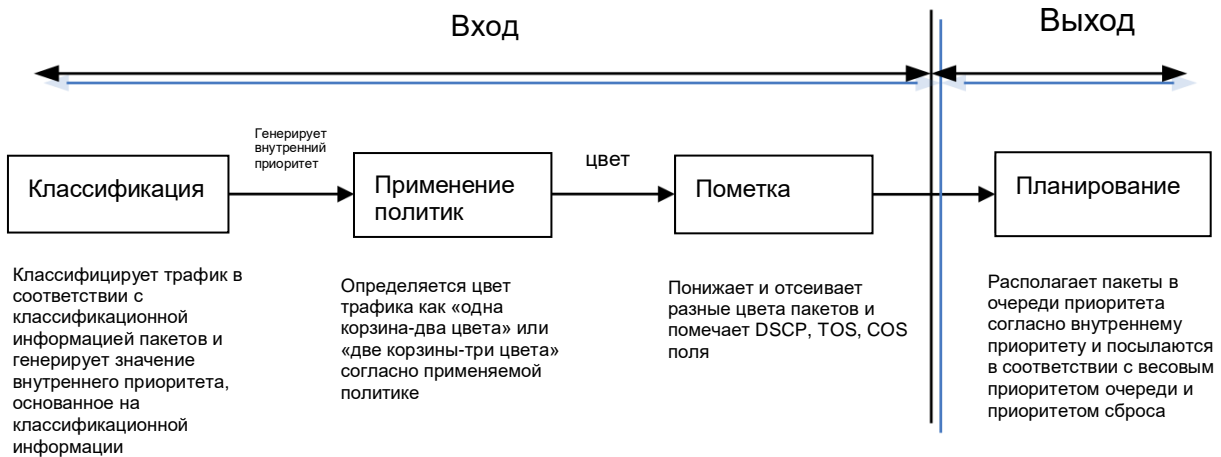 Вход
Выход
Генерирует
внутренний
приоритет
Классификация
Применение
политик
цвет
Пометка
Планирование
Классифицирует трафик в
соответствии с
классификационной
информацией пакетов и
генерирует значение
внутреннего приоритета,
основанное на
классификационной
информации
Определяется цвет
трафика как «одна
корзина-два цвета» или
«две корзины-три цвета»
согласно применяемой
политике
Понижает и отсеивает
разные цвета пакетов и
помечает DSCP, TOS, COS
поля
Располагает пакеты в
очереди приоритета
согласно внутреннему
приоритету и посылаются
в соответствии с весовым
приоритетом очереди и
приоритетом сброса